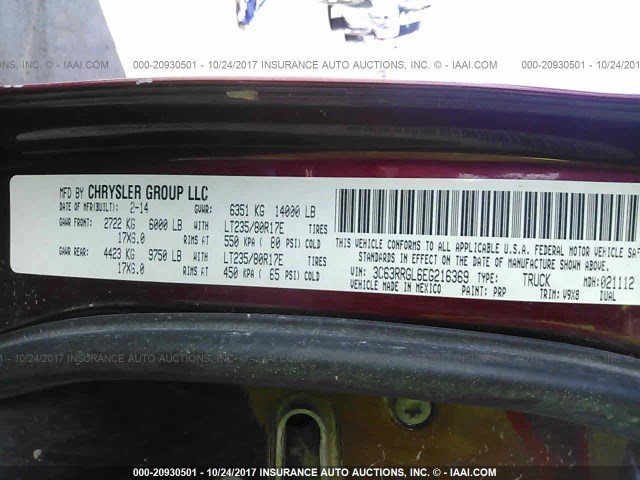 000-20930501 - 10/24/2017 INSURANCE AUTO AUCTIONS, INC. - © IAAI.COM
MFD BY CHRYSLER GROUP LLC
DATE OF MFR(BUILT): 2-14 GVWR: 6351 KG 14000 LB
GAWR FRONT: 2722 KG 6000 LB WITH LT235/80R17E TIRES
17X6.0 RIMS AT 550 KPA ( 80 PSI) COLD
GAWR REAR: 4423 KG 9750 LB WITH LT235/80R17E TIRES
17X6.0 RIMS AT 450 KPA ( 65 PSI) COLD
THIS VEHICLE CONFORMS TO ALL APPLICABLE U.S.A. FEDERAL MOTOR VEHICLE SAF
STANDARDS IN EFFECT ON THE DATE OF MANUFACTURE SHOWN ABOVE.
VIN: 3C63RRGL6EG216369 TYPE: TRUCK MDH: 021112
VEHICLE MADE IN MEXICO PAINT: PRP TRIM: V9X8 DUAL
000-20930501 - 10/24/2017 INSURANCE AUTO AUCTIONS, INC. - © IAAI.COM
000-20930501 - 10/24/2017 INSURANCE AUTO AUCTIONS, INC. - © IAAI.COM